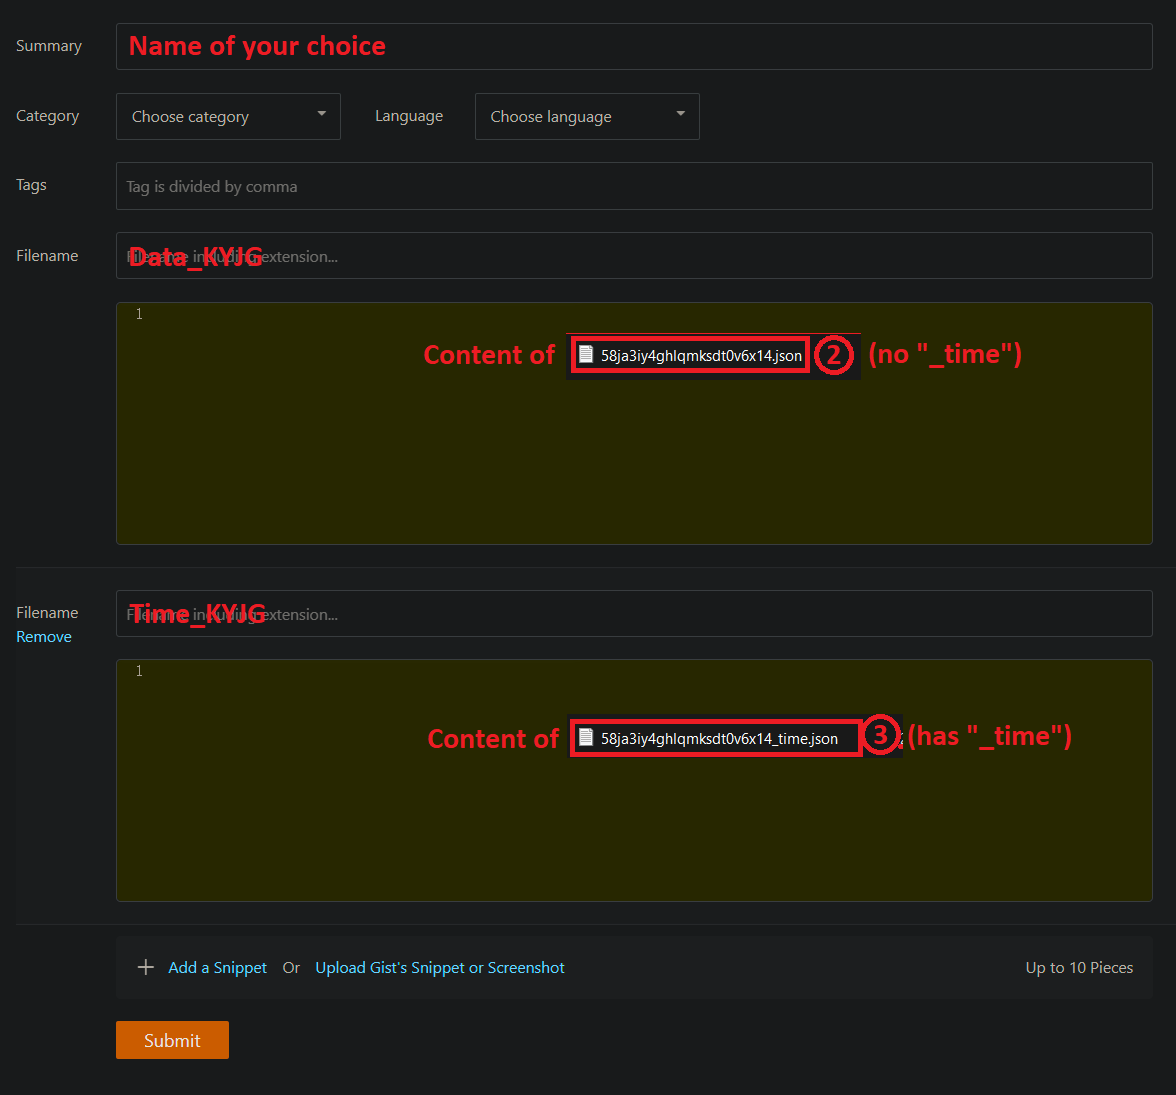 Summary
Name of your choice
Category
Choose category
Language
Choose language
Tags
Tag is divided by comma
Filename
Data_KYJG
Filename including extension...
1
Content of 58ja3iy4ghlqmksdt0v6x14.json 2 (no "_time")
Filename
Remove
Time_KYJG
Filename including extension...
1
Content of 58ja3iy4ghlqmksdt0v6x14_time.json 3 (has "_time")
+ Add a Snippet Or Upload Gist's Snippet or Screenshot
Up to 10 Pieces
Submit